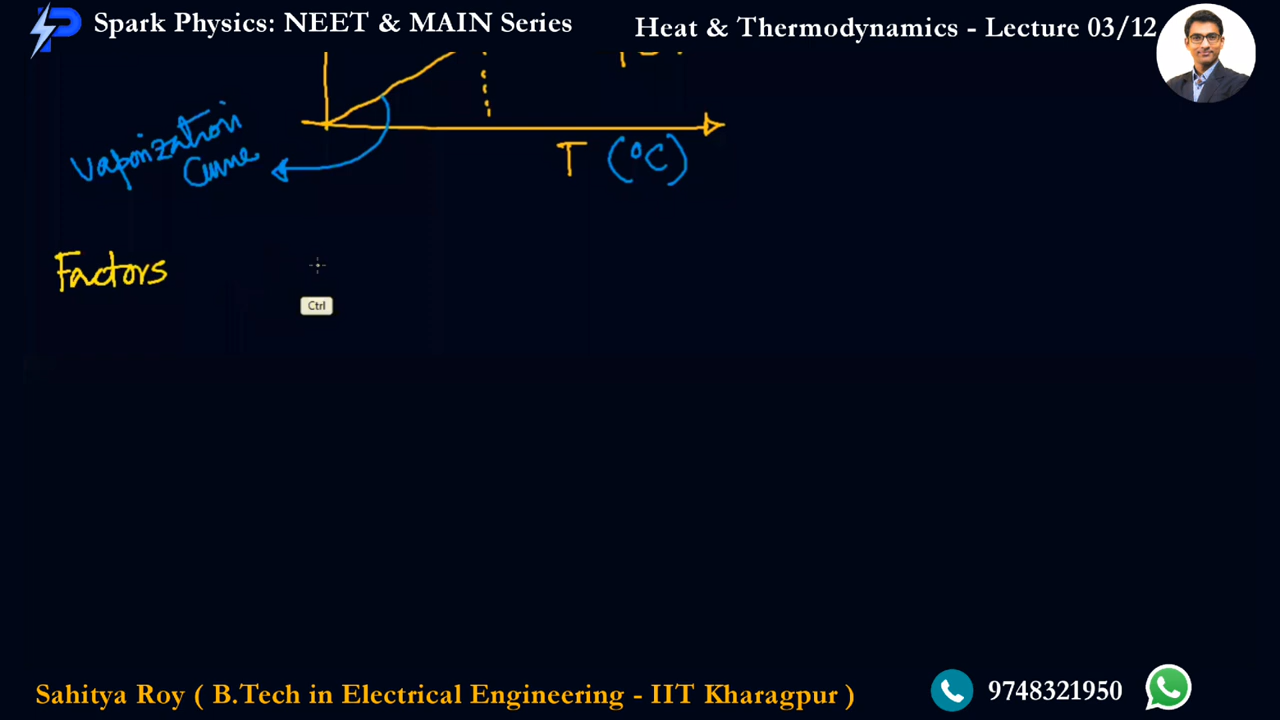 Spark Physics: NEET & MAIN Series
Heat & Thermodynamics - Lecture 03/12
Vaporization
Curve
T (°C)
Factors
Ctrl
Sahitya Roy ( B.Tech in Electrical Engineering - IIT Kharagpur )
9748321950